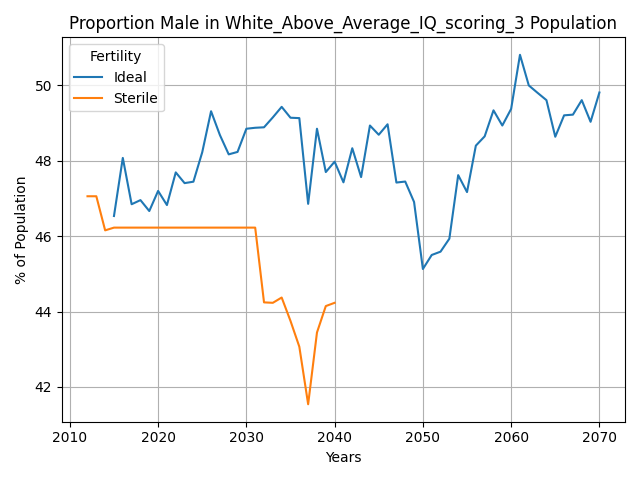 Proportion Male in White_Above_Average_IQ_scoring_3 Population
Fertility
Ideal
Sterile
% of Population
50
48
46
44
42
2010 2020 2030 2040 2050 2060 2070
Years